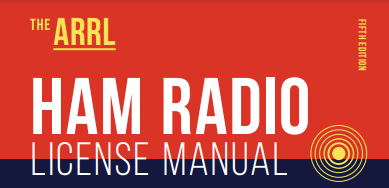 THE ARRL
FIFTH EDITION
HAM RADIO
LICENSE MANUAL